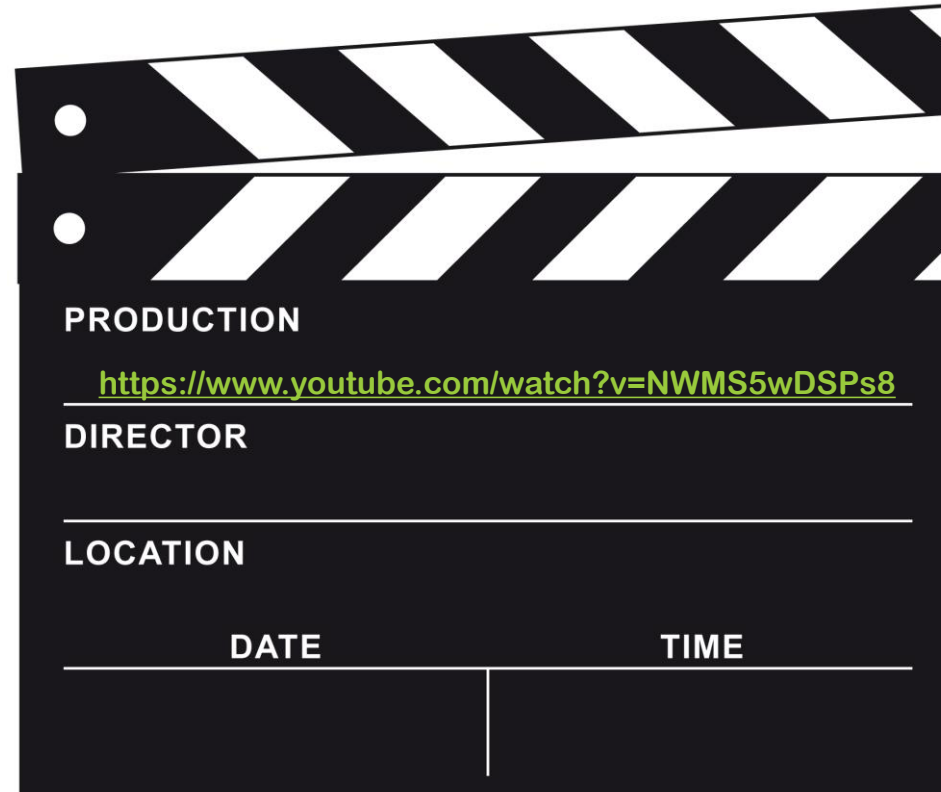 PRODUCTION
https://www.youtube.com/watch?v=NWMS5wDSPs8
DIRECTOR
LOCATION
DATE TIME